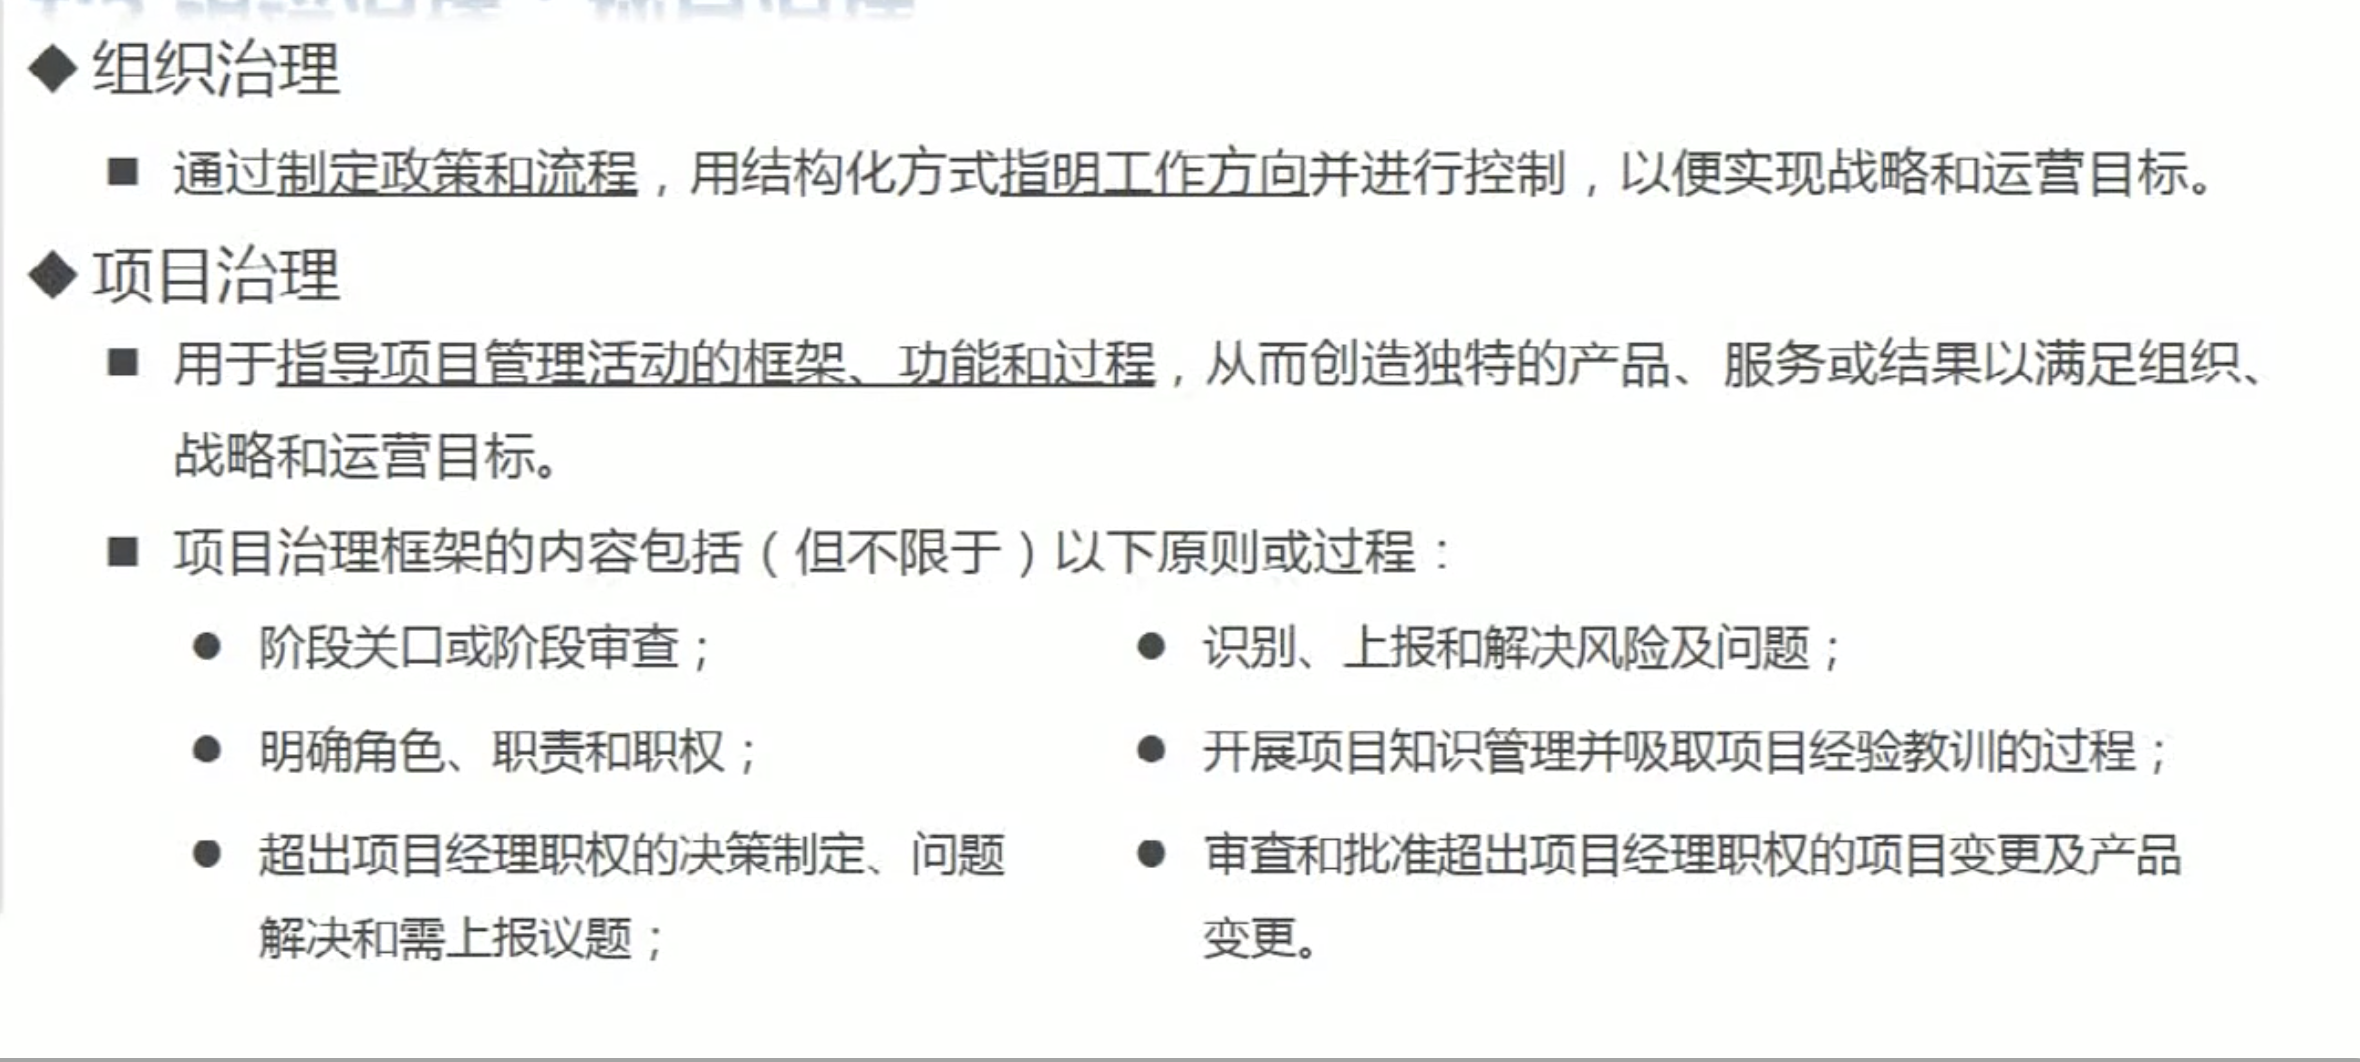 ◆ 组织治理
■ 通过制定政策和流程，用结构化方式指明工作方向并进行控制，以便实现战略和运营目标。
◆ 项目治理
■ 用于指导项目管理活动的框架、功能和过程，从而创造独特的产品、服务或结果以满足组织、
战略和运营目标。
■ 项目治理框架的内容包括（但不限于）以下原则或过程：
● 阶段关口或阶段审查；
● 明确角色、职责和职权；
● 超出项目经理职权的决策制定、问题
解决和需上报议题；
● 识别、上报和解决风险及问题；
● 开展项目知识管理并吸取项目经验教训的过程；
● 审查和批准超出项目经理职权的项目变更及产品
变更。